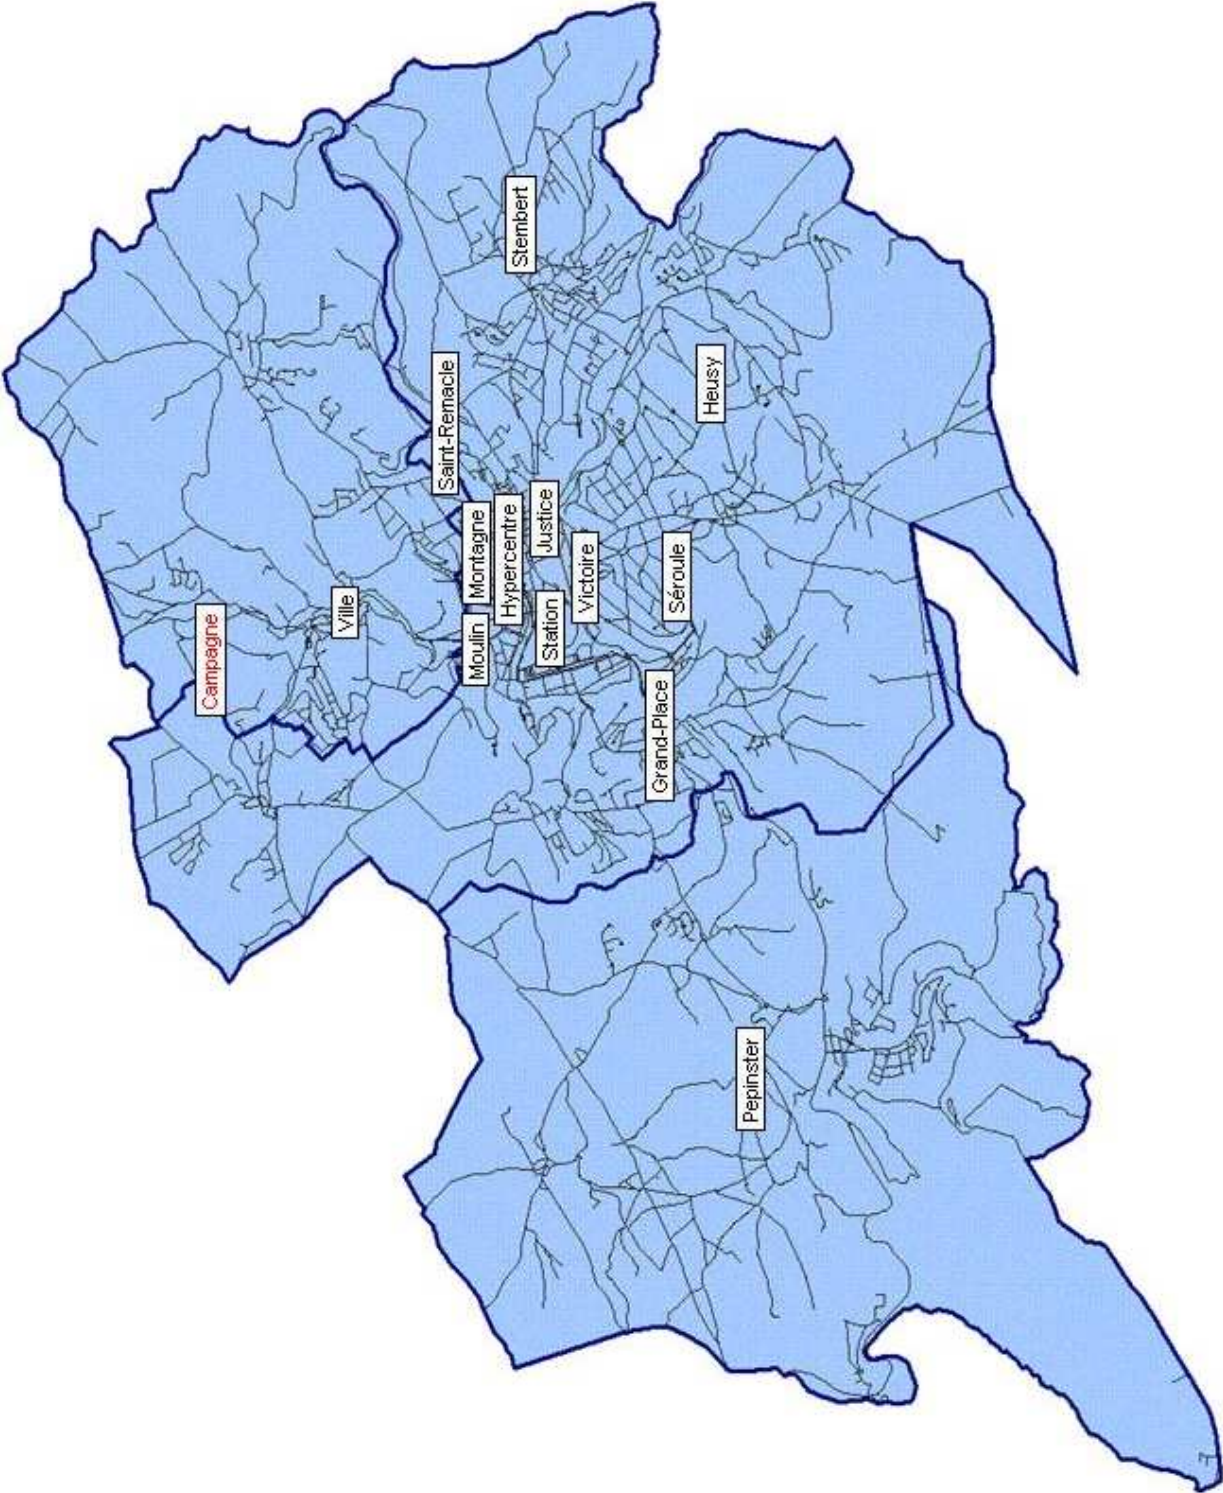 Campagne
Ville
Saint-Remacle
Montagne
Moulin
Hypercentre
Stembert
Justice
Station
Victoire
Grand-Place
Séroule
Heusy
Pepinster